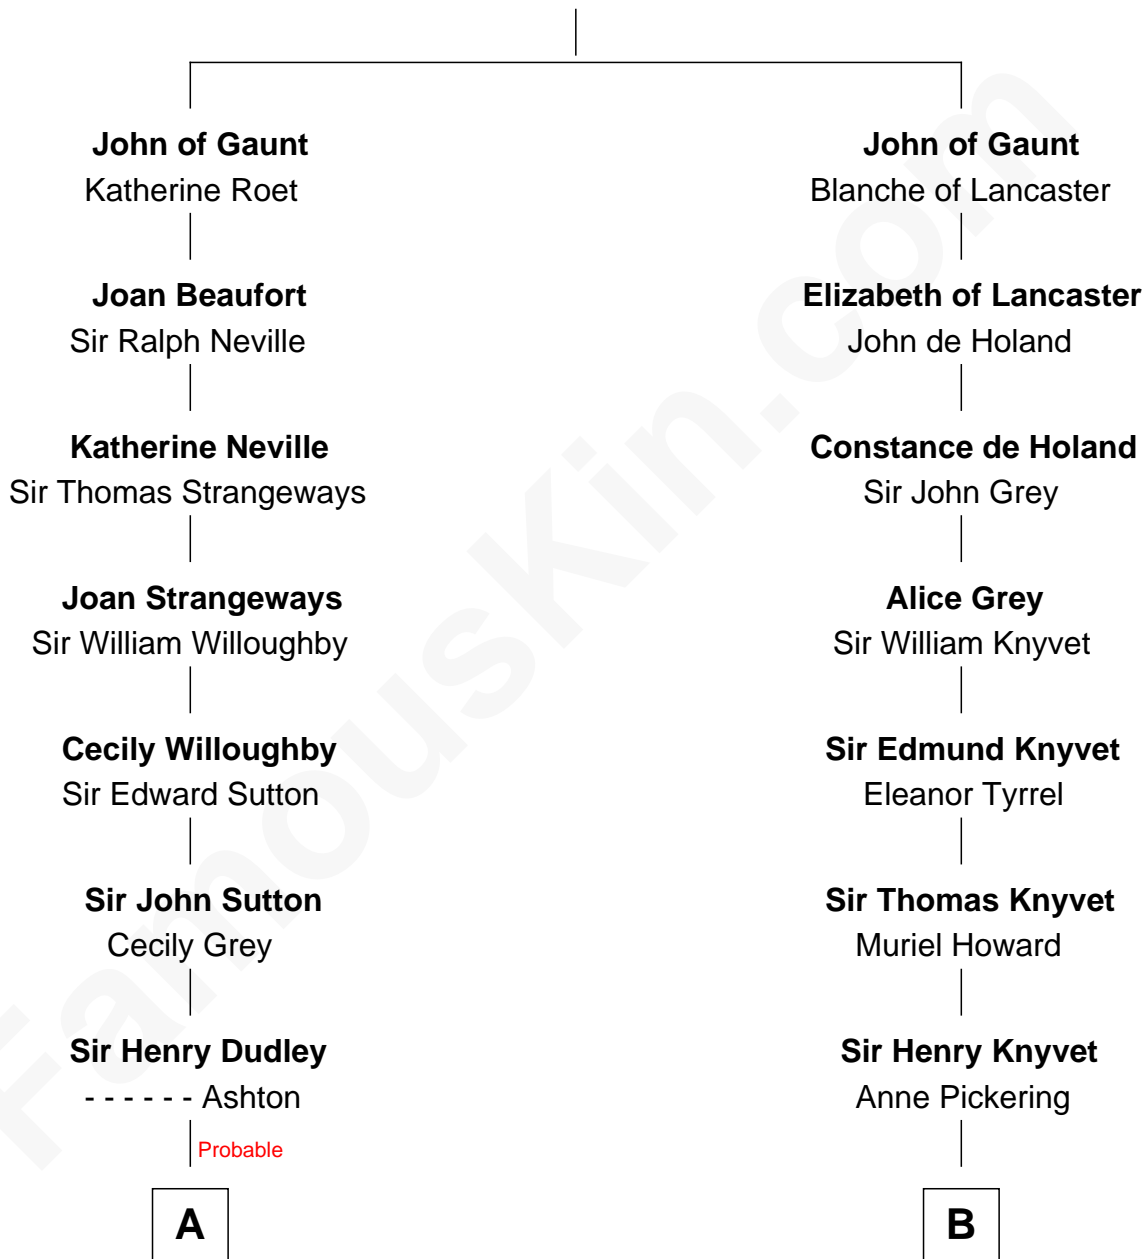 John of Gaunt
Katherine Roet
Joan Beaufort
Sir Ralph Neville
Katherine Neville
Sir Thomas Strangeways
Joan Strangeways
Sir William Willoughby
Cecily Willoughby
Sir Edward Sutton
Sir John Sutton
Cecily Grey
Sir Henry Dudley
- - - - - - Ashton
Probable
A
John of Gaunt
Blanche of Lancaster
Elizabeth of Lancaster
John de Holand
Constance de Holand
Sir John Grey
Alice Grey
Sir William Knyvet
Sir Edmund Knyvet
Eleanor Tyrrel
Sir Thomas Knyvet
Muriel Howard
Sir Henry Knyvet
Anne Pickering
B
FamousKin.com